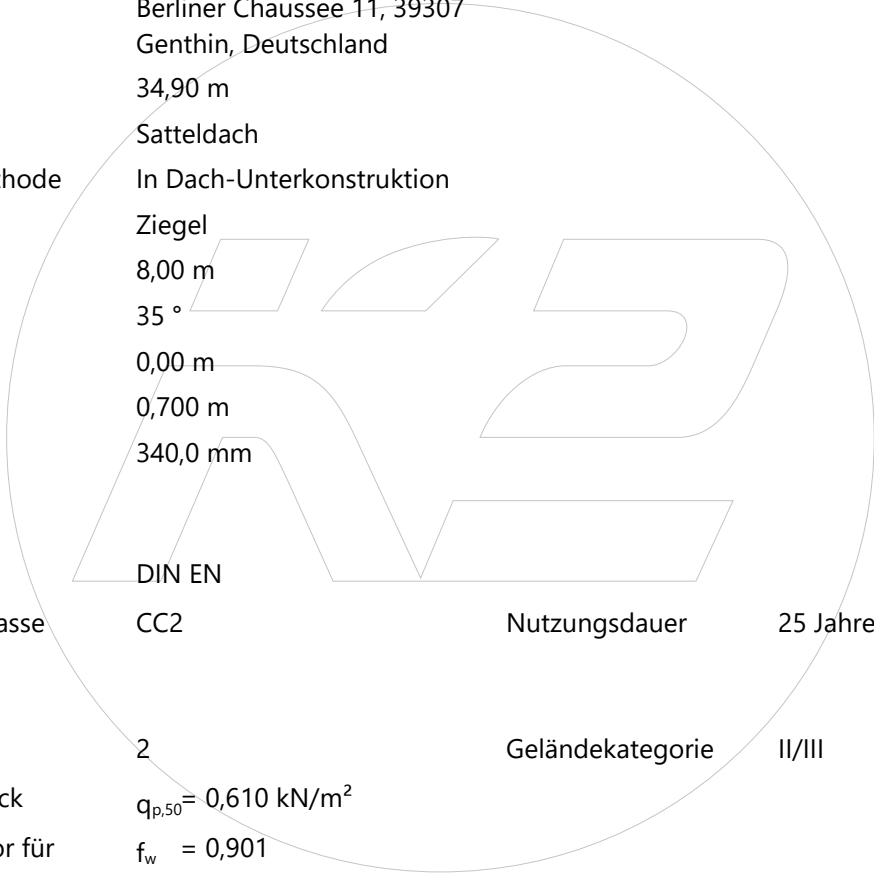 Berliner Chaussee 11, 39307
Genthin, Deutschland
34,90 m
Satteldach
hode In Dach-Unterkonstruktion
Ziegel
8,00 m
35 °
0,00 m
0,700 m
340,0 mm
DIN EN
asse CC2 Nutzungsdauer 25 Jahre
2 Geländekategorie II/III
ck qp,50= 0,610 kN/m²
or für fw = 0,901
K2